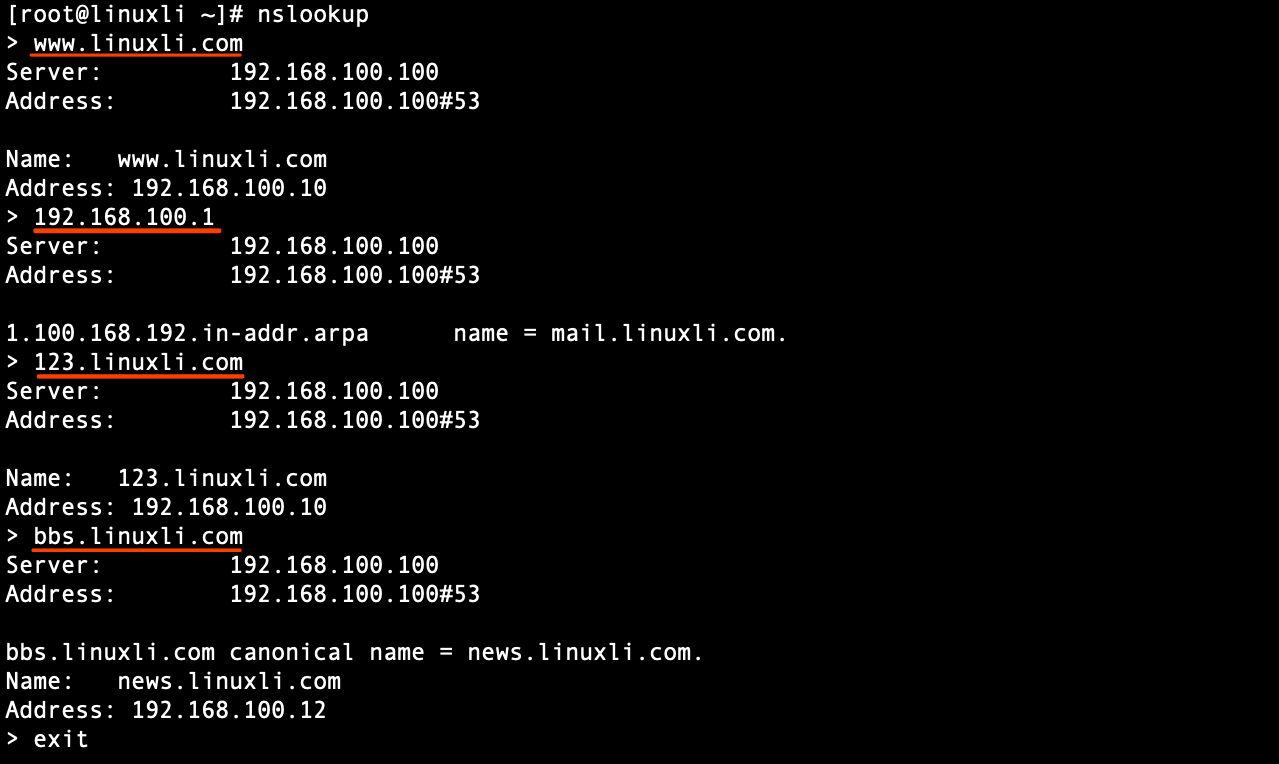 [root@linuxli ~]# nslookup
> www.linuxli.com
Server:         192.168.100.100
Address:        192.168.100.100#53

Name:   www.linuxli.com
Address: 192.168.100.10
> 192.168.100.1
Server:         192.168.100.100
Address:        192.168.100.100#53

1.100.168.192.in-addr.arpa      name = mail.linuxli.com.
> 123.linuxli.com
Server:         192.168.100.100
Address:        192.168.100.100#53

Name:   123.linuxli.com
Address: 192.168.100.10
> bbs.linuxli.com
Server:         192.168.100.100
Address:        192.168.100.100#53

bbs.linuxli.com canonical name = news.linuxli.com.
Name:   news.linuxli.com
Address: 192.168.100.12
> exit